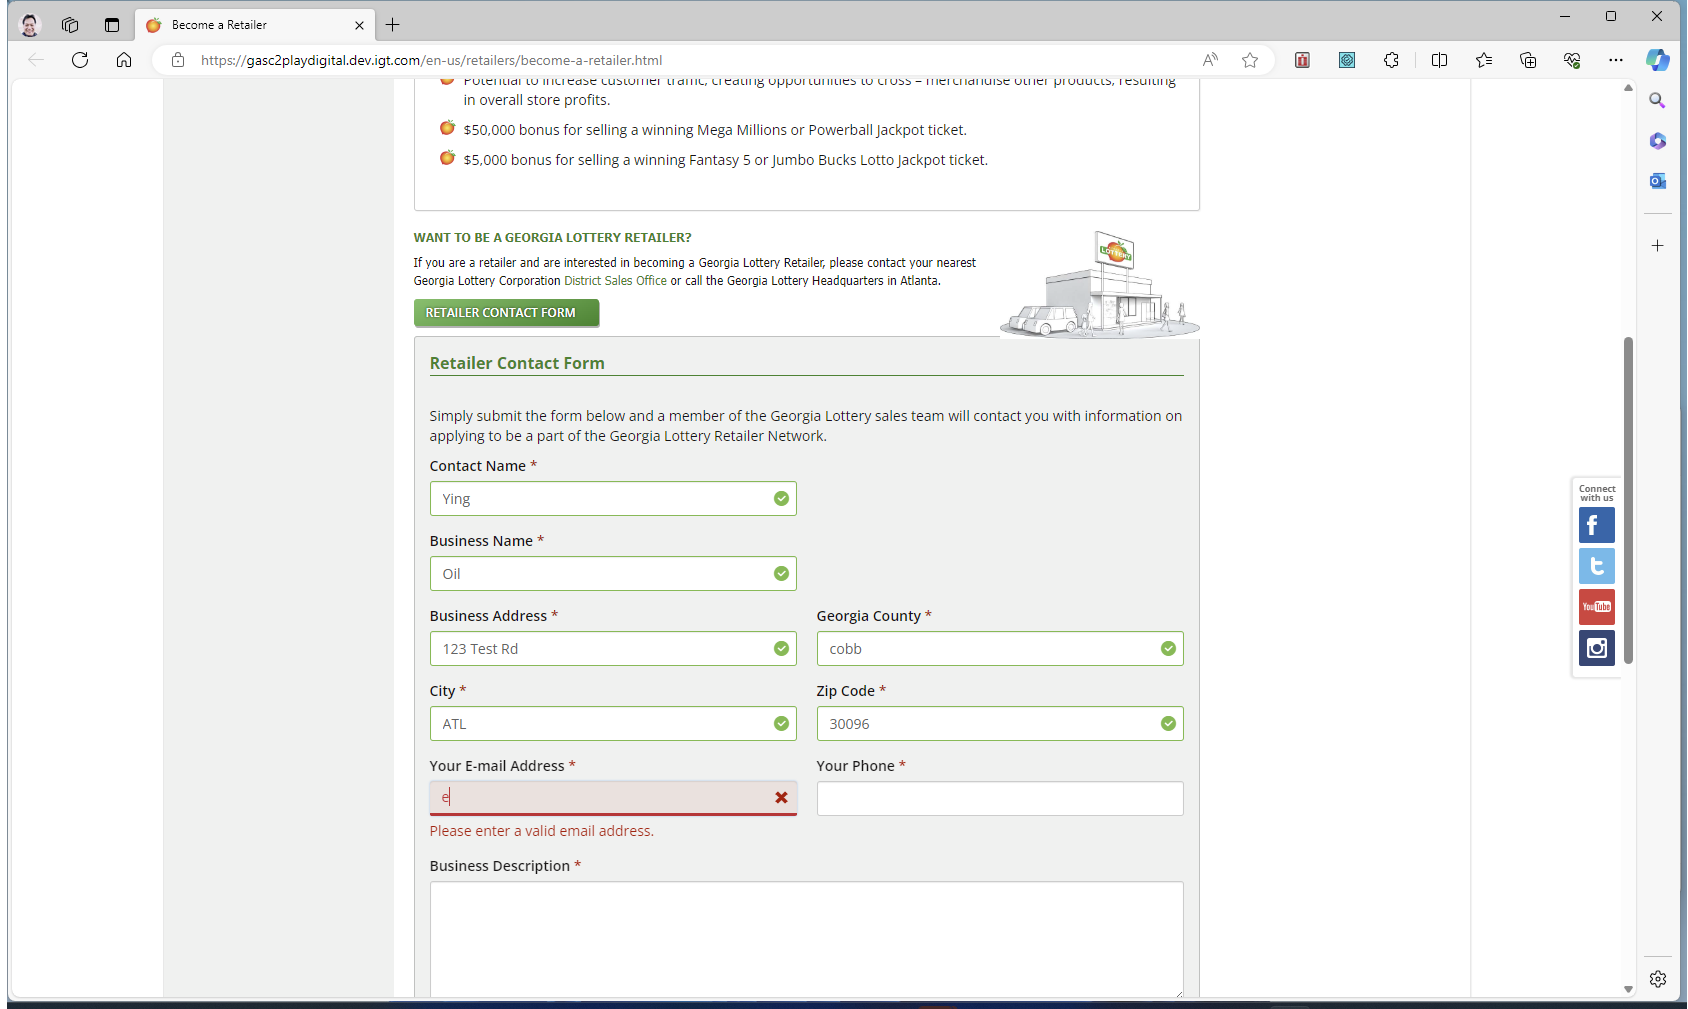 Become a Retailer
https://gasc2playdigital.dev.igt.com/en-us/retailers/become-a-retailer.html
Potential to increase customer traffic, creating opportunities to cross – merchandise other products, resulting
in overall store profits.
$50,000 bonus for selling a winning Mega Millions or Powerball Jackpot ticket.
$5,000 bonus for selling a winning Fantasy 5 or Jumbo Bucks Lotto Jackpot ticket.
WANT TO BE A GEORGIA LOTTERY RETAILER?
If you are a retailer and are interested in becoming a Georgia Lottery Retailer, please contact your nearest
Georgia Lottery Corporation District Sales Office or call the Georgia Lottery Headquarters in Atlanta.
LOTTERY
RETAILER CONTACT FORM
Retailer Contact Form
Simply submit the form below and a member of the Georgia Lottery sales team will contact you with information on
applying to be a part of the Georgia Lottery Retailer Network.
Contact Name *
Ying
Business Name *
Oil
Business Address * Georgia County *
123 Test Rd cobb
City * Zip Code *
ATL 30096
Your E-mail Address * Your Phone *
e
Please enter a valid email address.
Business Description *
Connect
with us
YouTube